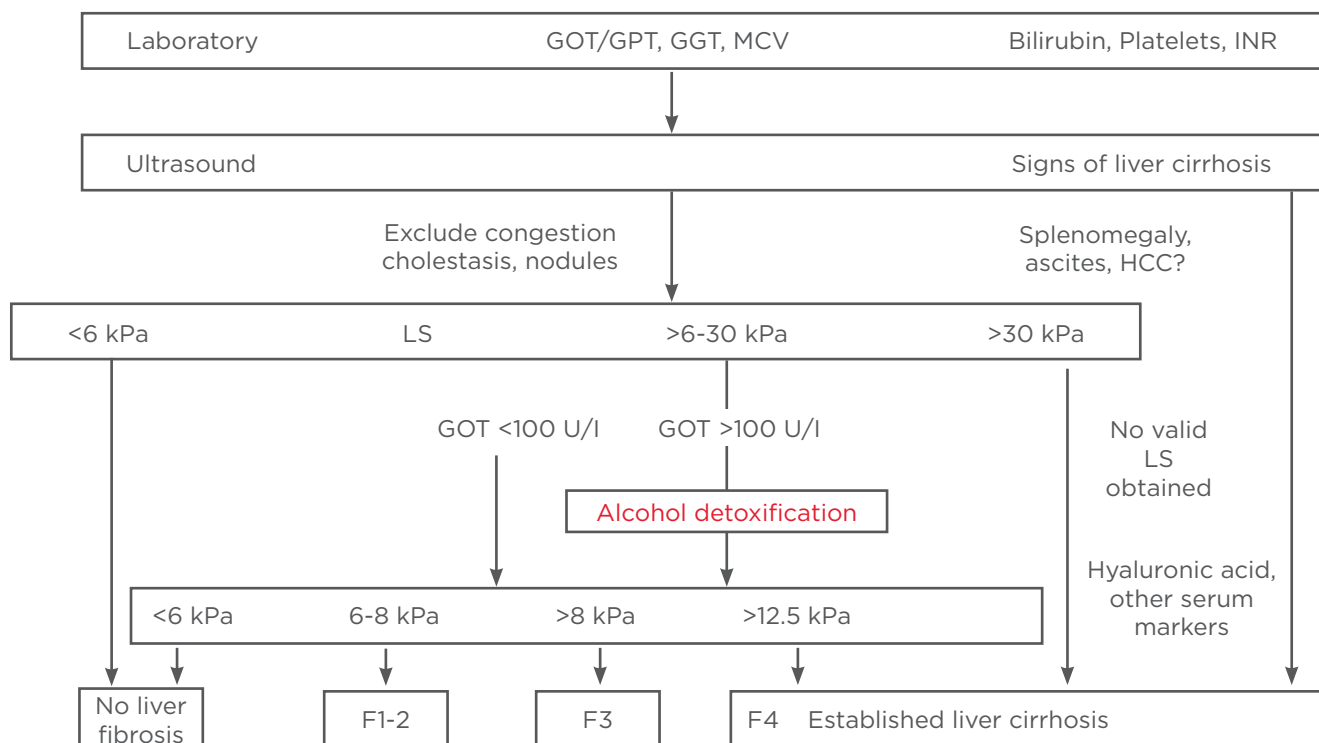 Laboratory GOT/GPT, GGT, MCV Bilirubin, Platelets, INR
Ultrasound Signs of liver cirrhosis
Exclude congestion
cholestasis, nodules
Splenomegaly,
ascites, HCC?
<6 kPa LS >6-30 kPa >30 kPa
GOT <100 U/I GOT >100 U/I
No valid
LS
obtained
Alcohol detoxification
Hyaluronic acid,
other serum
markers
<6 kPa 6-8 kPa >8 kPa >12.5 kPa
No liver
fibrosis
F1-2
F3
F4 Established liver cirrhosis